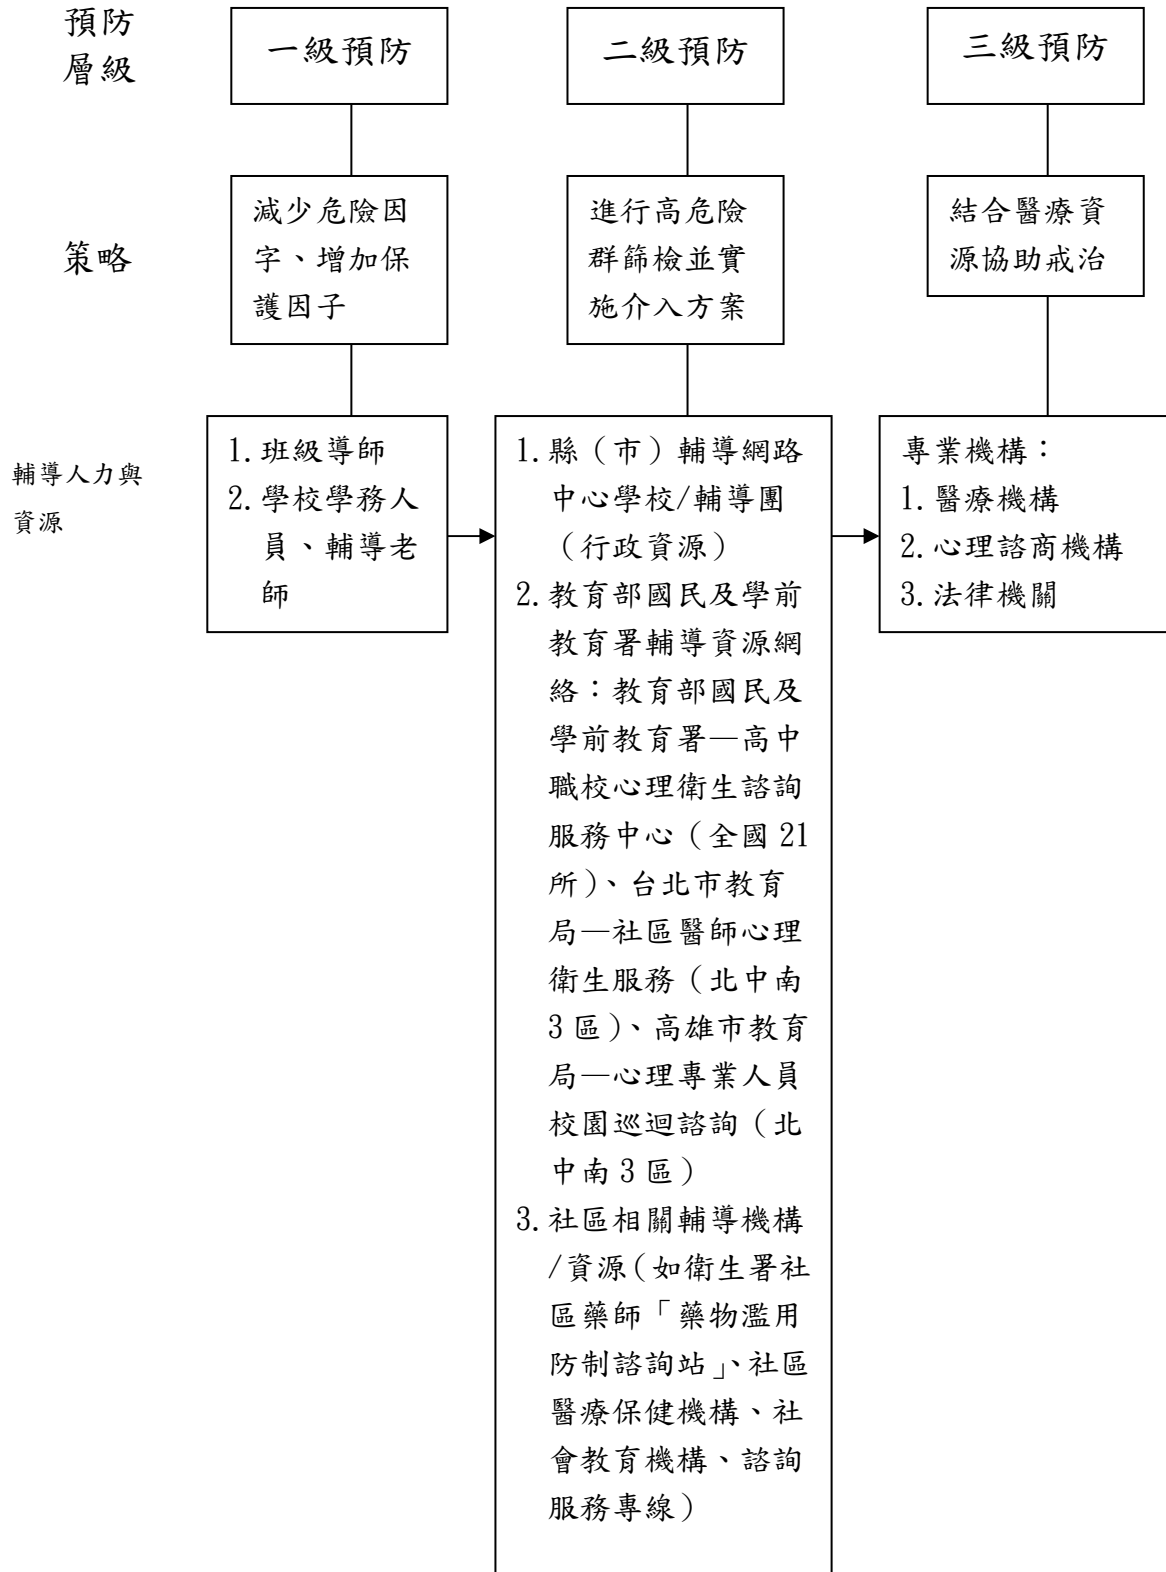 預防
層級
一級預防
二級預防
三級預防
策略
減少危險因
字、增加保
護因子
進行高危險
群篩檢並實
施介入方案
結合醫療資
源協助戒治
輔導人力與
資源
1.班級導師
2.學校學務人
員、輔導老
師
1.縣（市）輔導網路
中心學校/輔導團
（行政資源）
2.教育部國民及學前
教育署輔導資源網
絡：教育部國民及
學前教育署—高中
職校心理衛生諮詢
服務中心（全國 21
所）、台北市教育
局—社區醫師心理
衛生服務（北中南
3 區）、高雄市教育
局—心理專業人員
校園巡迴諮詢（北
中南 3 區）
3.社區相關輔導機構
/資源（如衛生署社
區藥師「藥物濫用
防制諮詢站」、社區
醫療保健機構、社
會教育機構、諮詢
服務專線）
專業機構：
1.醫療機構
2.心理諮商機構
3.法律機關